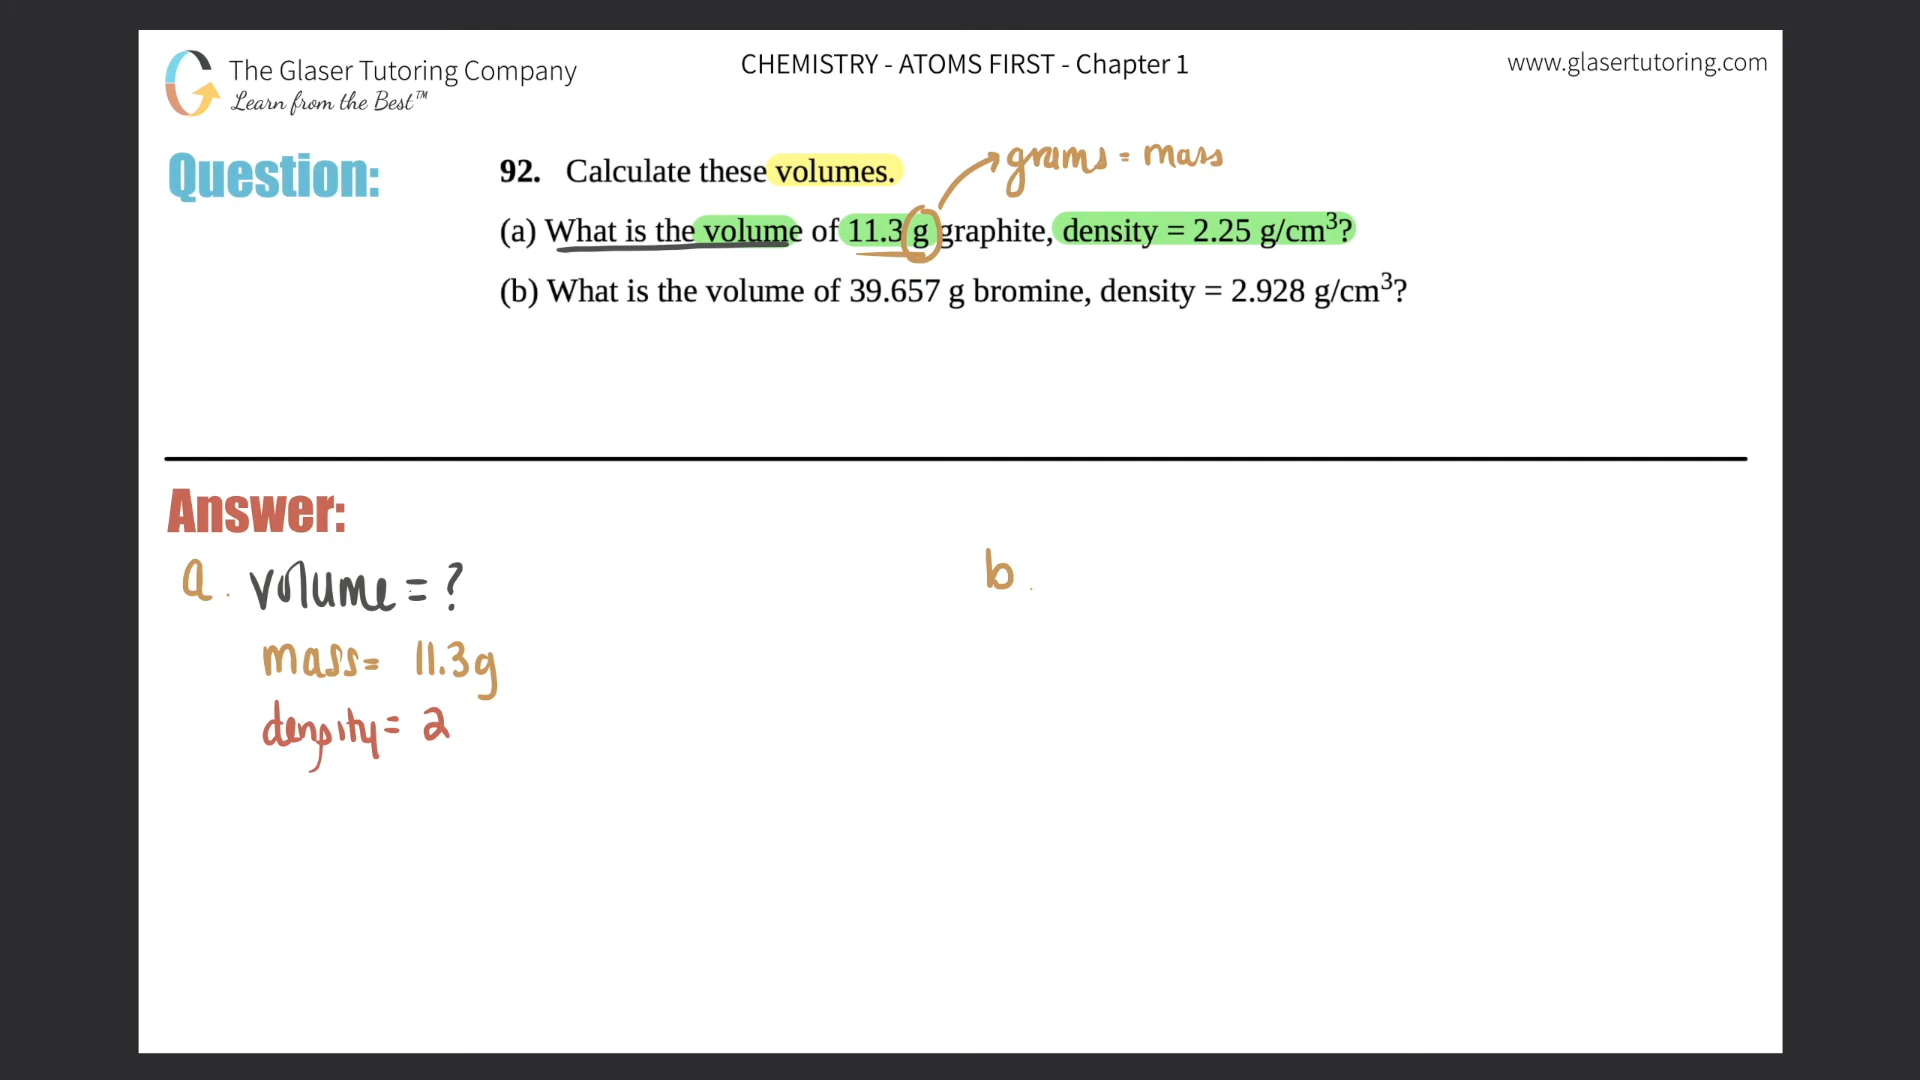 The Glaser Tutoring Company
Learn from the Best™
CHEMISTRY - ATOMS FIRST - Chapter 1
www.glasertutoring.com
Question:
92. Calculate these volumes.
grams = mass
(a) What is the volume of 11.3 g graphite, density = 2.25 g/cm³?
(b) What is the volume of 39.657 g bromine, density = 2.928 g/cm³?
Answer:
a. volume = ?
mass = 11.3g
density = 2
b.